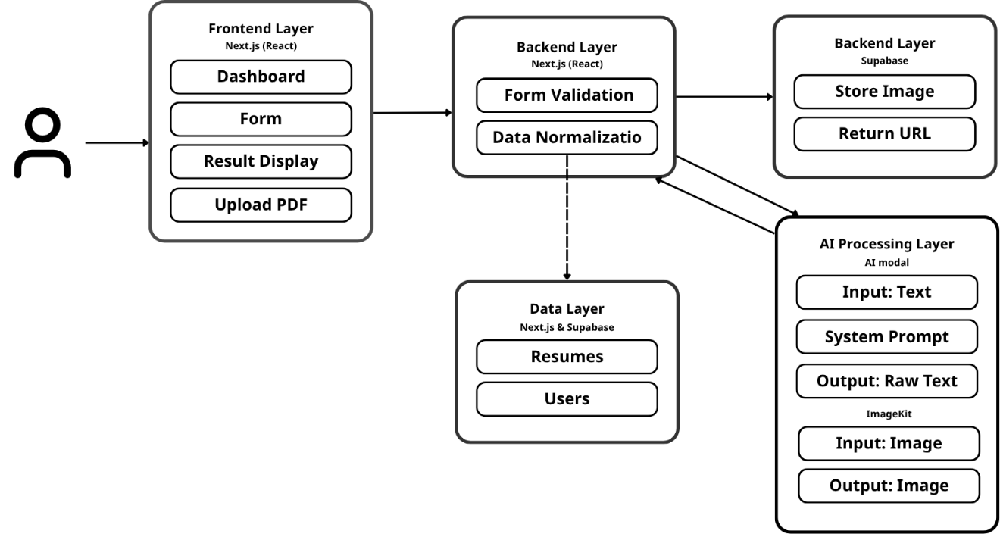 Frontend Layer
Next.js (React)
Dashboard
Form
Result Display
Upload PDF
Backend Layer
Next.js (React)
Form Validation
Data Normalizatio
Backend Layer
Supabase
Store Image
Return URL
Data Layer
Next.js & Supabase
Resumes
Users
AI Processing Layer
AI modal
Input: Text
System Prompt
Output: Raw Text
ImageKit
Input: Image
Output: Image